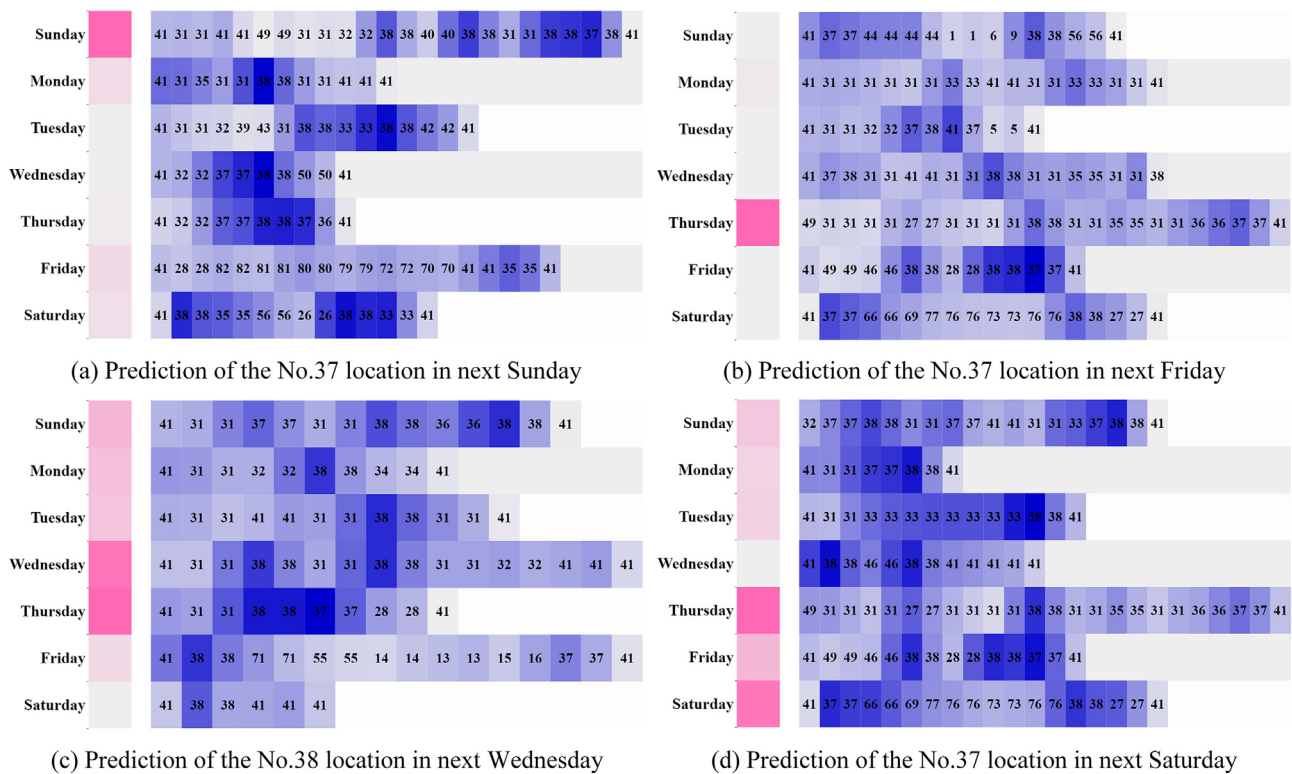 Sunday 41 31 31 41 41 49 49 31 31 32 32 38 38 40 40 38 38 31 31 38 38 37 38 41
Monday 41 31 35 31 31 38 38 31 31 41 41 41
Tuesday 41 31 31 32 39 43 31 38 38 33 33 38 38 42 42 41
Wednesday 41 32 32 37 37 38 38 50 50 41
Thursday 41 32 32 37 37 38 38 37 36 41
Friday 41 28 28 82 82 81 81 80 80 79 79 72 72 70 70 41 41 35 35 41
Saturday 41 38 38 35 35 56 56 26 26 38 38 33 33 41
(a) Prediction of the No.37 location in next Sunday
Sunday 41 37 37 44 44 44 44 1 1 6 9 38 38 56 56 41
Monday 41 31 31 31 31 31 31 33 33 41 41 31 31 33 33 31 31 41
Tuesday 41 31 31 32 32 37 38 41 37 5 5 41
Wednesday 41 37 38 31 31 41 41 31 31 38 38 31 31 35 35 31 31 38
Thursday 49 31 31 31 31 27 27 31 31 31 31 38 38 31 31 35 35 31 31 36 36 37 37 41
Friday 41 49 49 46 46 38 38 28 28 38 38 37 37 41
Saturday 41 37 37 66 66 69 77 76 76 73 73 76 76 38 38 27 27 41
(b) Prediction of the No.37 location in next Friday
Sunday 41 31 31 37 37 31 31 38 38 36 36 38 38 41
Monday 41 31 31 32 32 38 38 34 34 41
Tuesday 41 31 31 41 41 31 31 38 38 31 31 41
Wednesday 41 31 31 38 38 31 31 38 38 31 31 32 32 41 41 41
Thursday 41 31 31 38 38 37 37 28 28 41
Friday 41 38 38 71 71 55 55 14 14 13 13 15 16 37 37 41
Saturday 41 38 38 41 41 41
(c) Prediction of the No.38 location in next Wednesday
Sunday 32 37 37 38 38 31 31 37 37 41 41 31 31 33 37 38 38 41
Monday 41 31 31 37 37 38 38 41
Tuesday 41 31 31 33 33 33 33 33 33 33 33 38 38 41
Wednesday 41 38 38 46 46 38 38 41 41 41 41 41
Thursday 49 31 31 31 31 27 27 31 31 31 31 38 38 31 31 35 35 31 31 36 36 37 37 41
Friday 41 49 49 46 46 38 38 28 28 38 38 37 37 41
Saturday 41 37 37 66 66 69 77 76 76 73 73 76 76 38 38 27 27 41
(d) Prediction of the No.37 location in next Saturday